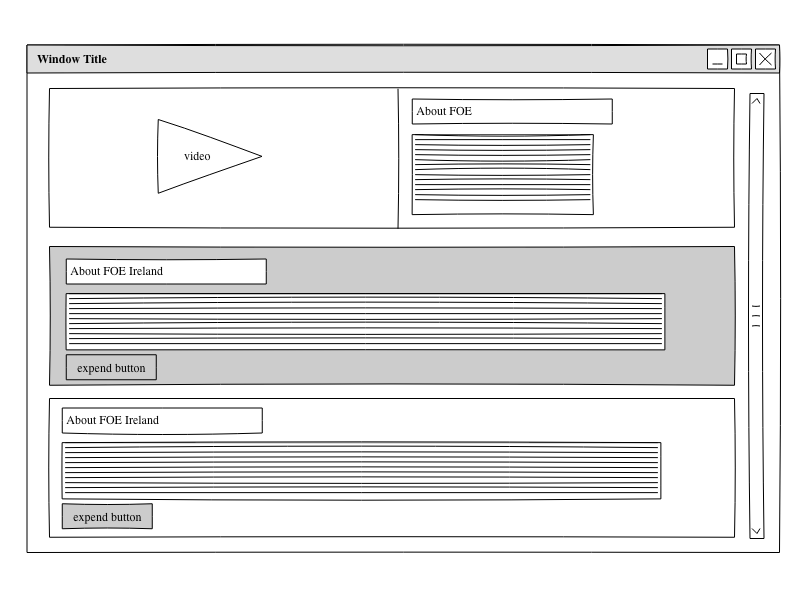 Window Title
video
About FOE
About FOE Ireland
expend button
About FOE Ireland
expend button